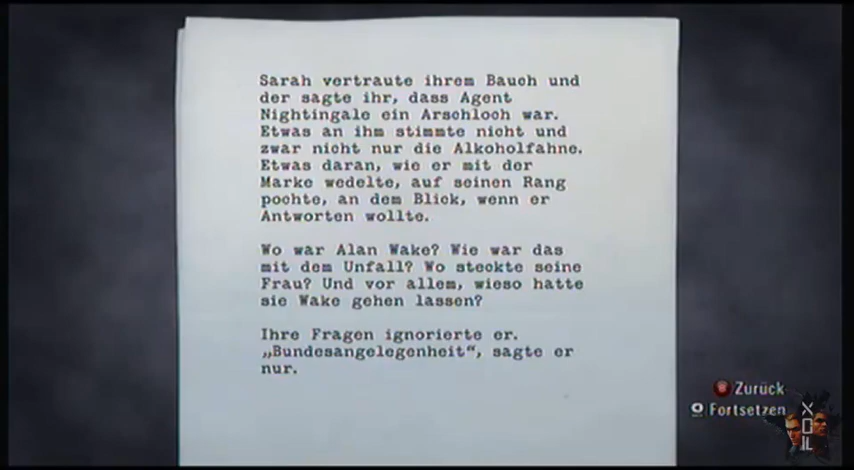 Sarah vertraute ihrem Bauch und
der sagte ihr, dass Agent
Nightingale ein Arschloch war.
Etwas an ihm stimmte nicht und
zwar nicht nur die Alkoholfahne.
Etwas daran, wie er mit der
Marke wedelte, auf seinen Rang
pochte, an dem Blick, wenn er
Antworten wollte.
Wo war Alan Wake? Wie war das
mit dem Unfall? Wo steckte seine
Frau? Und vor allem, wieso hatte
sie Wake gehen lassen?
Ihre Fragen ignorierte er.
„Bundesangelegenheit“, sagte er
nur.
Zurück
Fortsetzen